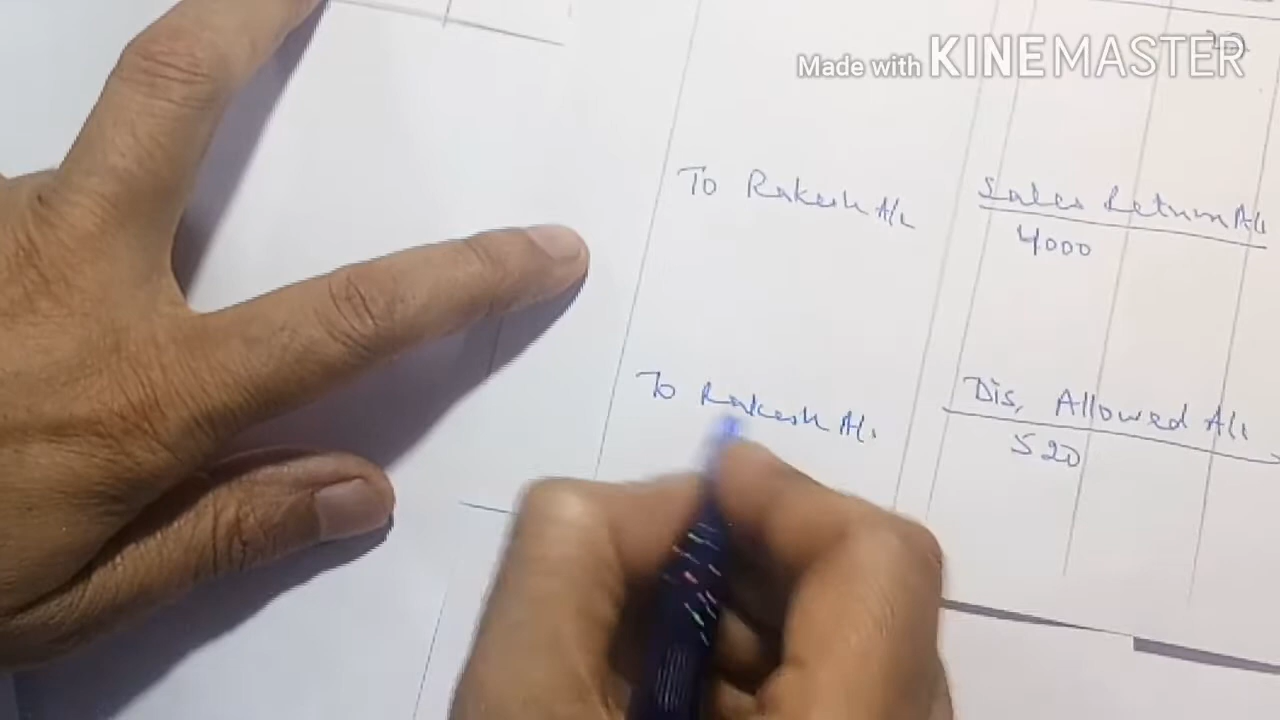 Made with KINEMASTER
To Rakesh A/c
Sales Return A/c
4000
To Rakesh A/c
Dis. Allowed A/c
520